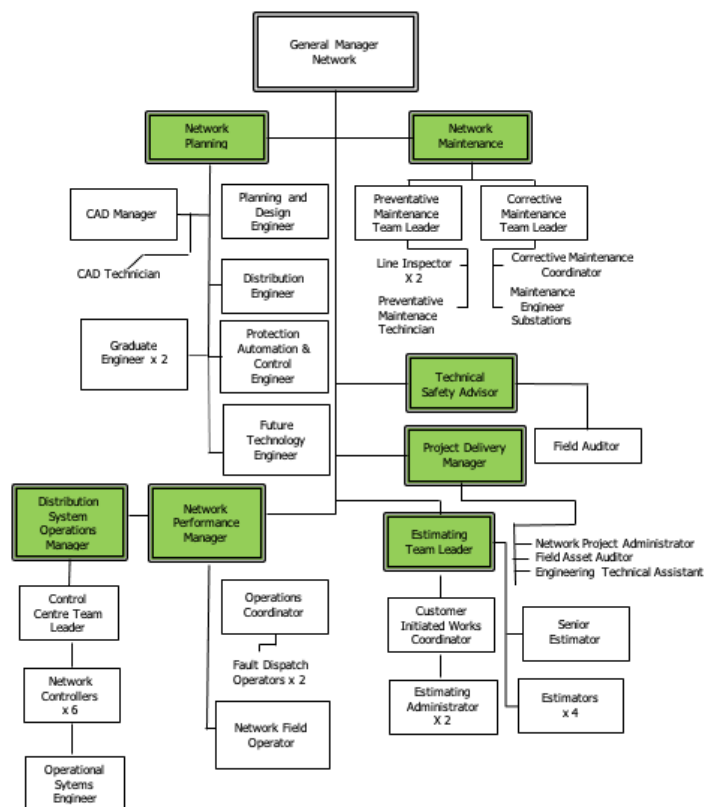 General Manager
Network
Network
Planning
Network
Maintenance
CAD Manager
CAD Technician
Planning and
Design
Engineer
Distribution
Engineer
Graduate
Engineer x 2
Protection
Automation &
Control
Engineer
Future
Technology
Engineer
Preventative
Maintenance
Team Leader
Corrective
Maintenance
Team Leader
Line Inspector
X 2
Preventative
Maintenace
Techincian
Corrective Maintenance
Coordinator
Maintenance
Engineer
Substations
Technical
Safety Advisor
Field Auditor
Project Delivery
Manager
Distribution
System
Operations
Manager
Network
Performance
Manager
Estimating
Team Leader
Network Project Administrator
Field Asset Auditor
Engineering Technical Assistant
Control
Centre Team
Leader
Operations
Coordinator
Customer
Initiated Works
Coordinator
Senior
Estimator
Fault Dispatch
Operators x 2
Network
Controllers
x 6
Estimating
Administrator
X 2
Estimators
x 4
Network Field
Operator
Operational
Sytems
Engineer